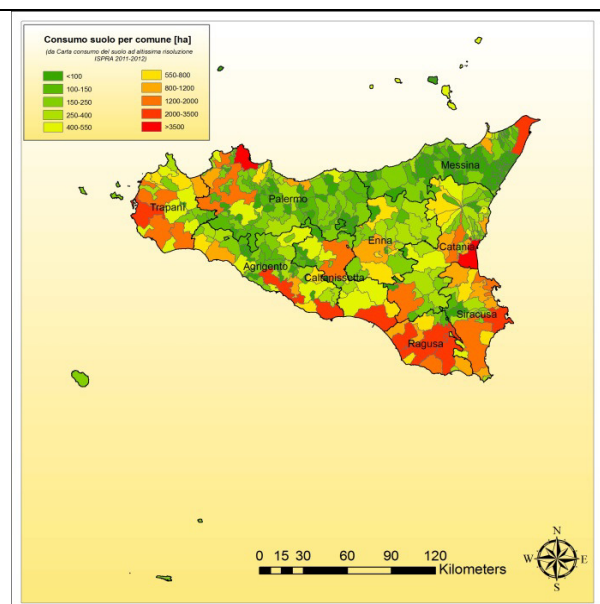 Consumo suolo per comune [ha]
(da Carta consumo del suolo ad altissima risoluzione
ISPRA 2011-2012)
<100
100-150
150-250
250-400
400-550
550-800
800-1200
1200-2000
2000-3500
>3500
Messina
Palermo
Trapani
Enna
Catania
Agrigento
Caltanissetta
Siracusa
Ragusa
N
W E
S
0 15 30 60 90 120
Kilometers